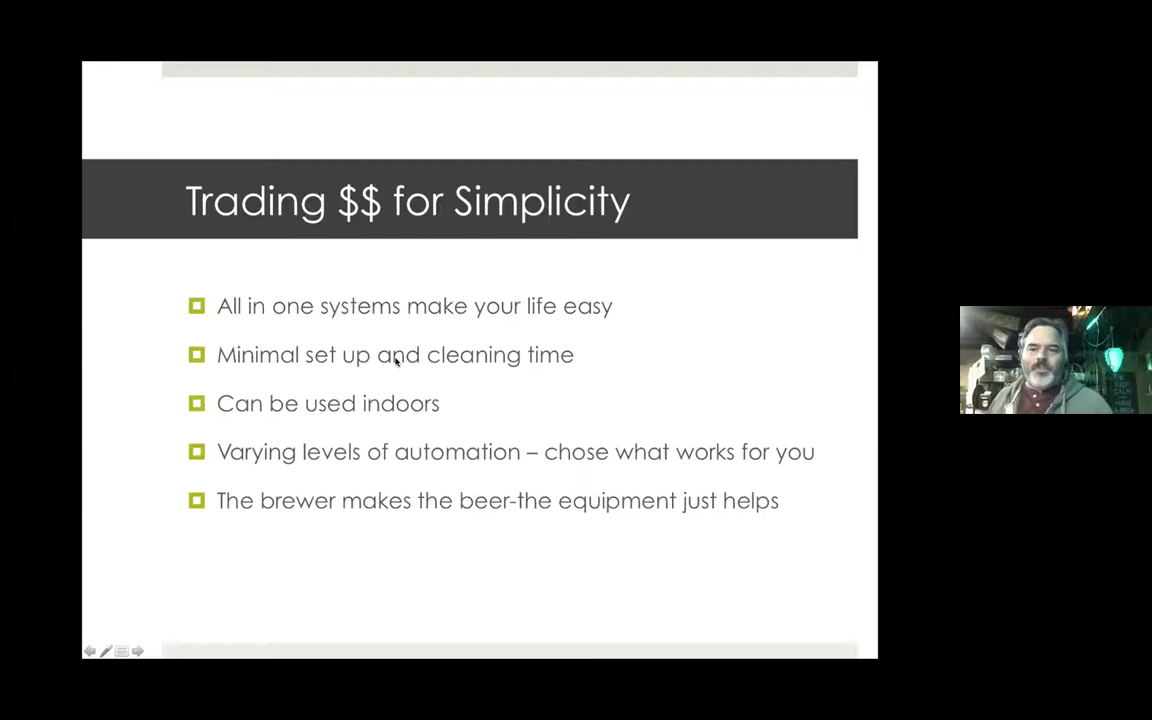 Trading $$ for Simplicity
All in one systems make your life easy
Minimal set up and cleaning time
Can be used indoors
Varying levels of automation – chose what works for you
The brewer makes the beer-the equipment just helps
KEEP
CALM